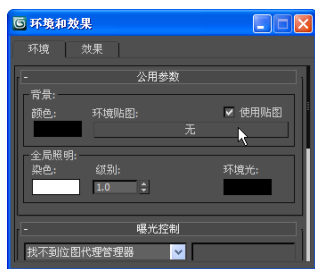 环境和效果
环境 效果
- 公用参数
背景:
颜色: 环境贴图: 使用贴图
无
全局照明:
染色: 级别: 环境光:
1.0
- 曝光控制
找不到位图代理管理器